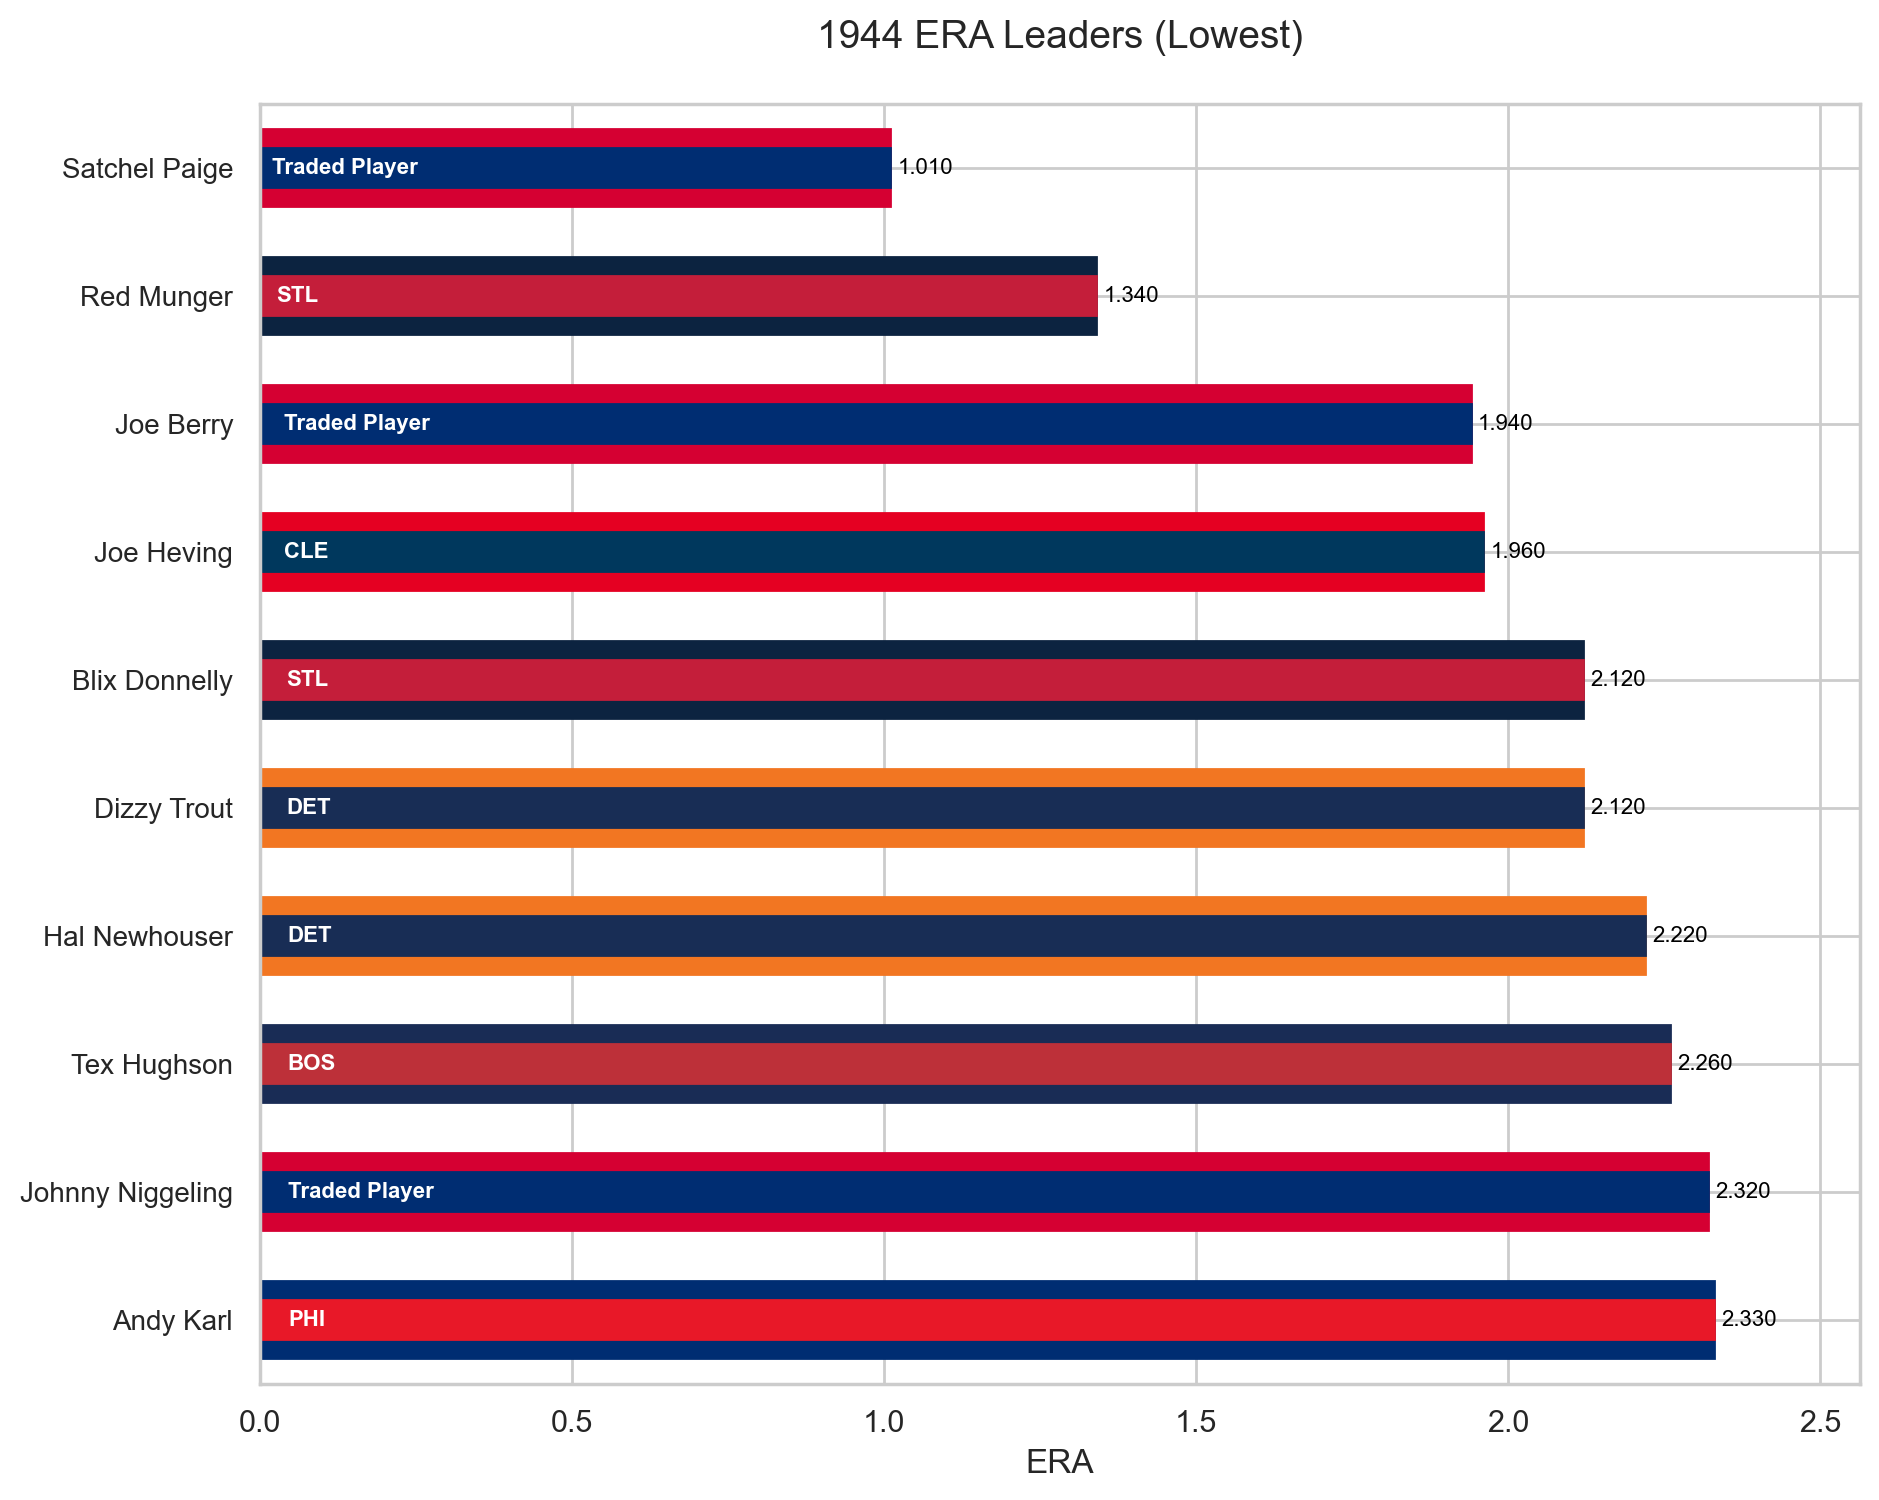 1944 ERA Leaders (Lowest)
Satchel Paige
Traded Player
1.010
Red Munger
STL
1.340
Joe Berry
Traded Player
1.940
Joe Heving
CLE
1.960
Blix Donnelly
STL
2.120
Dizzy Trout
DET
2.120
Hal Newhouser
DET
2.220
Tex Hughson
BOS
2.260
Johnny Niggeling
Traded Player
2.320
Andy Karl
PHI
2.330
0.0 0.5 1.0 1.5 2.0 2.5
ERA